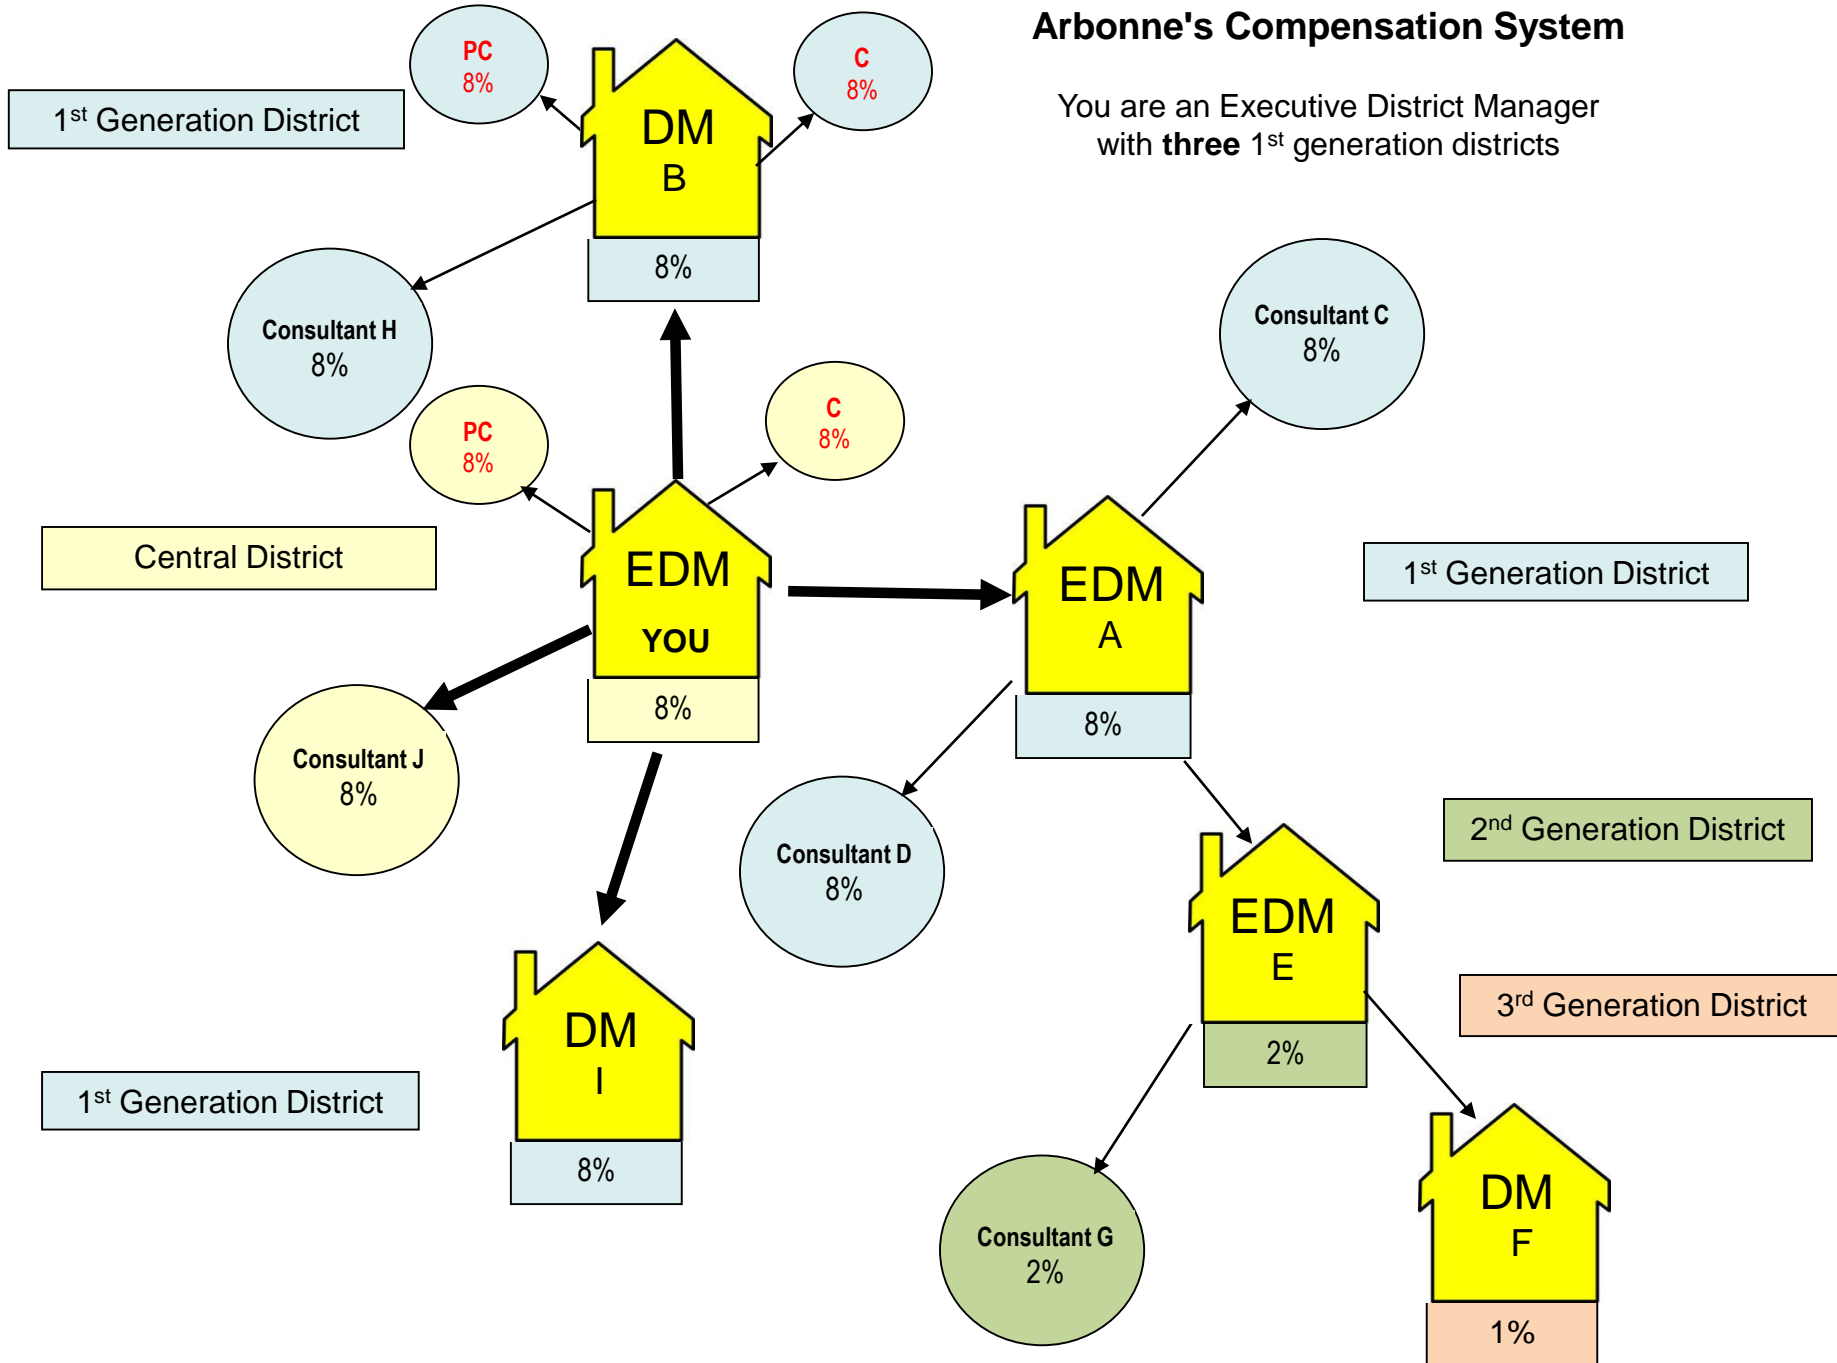 Arbonne's Compensation System
You are an Executive District Manager
with three 1st generation districts
PC
8%
C
8%
1st Generation District
DM
B
8%
Consultant H
8%
Consultant C
8%
PC
8%
C
8%
Central District
EDM
YOU
8%
EDM
A
8%
1st Generation District
Consultant J
8%
Consultant D
8%
2nd Generation District
EDM
E
2%
3rd Generation District
DM
I
8%
1st Generation District
Consultant G
2%
DM
F
1%